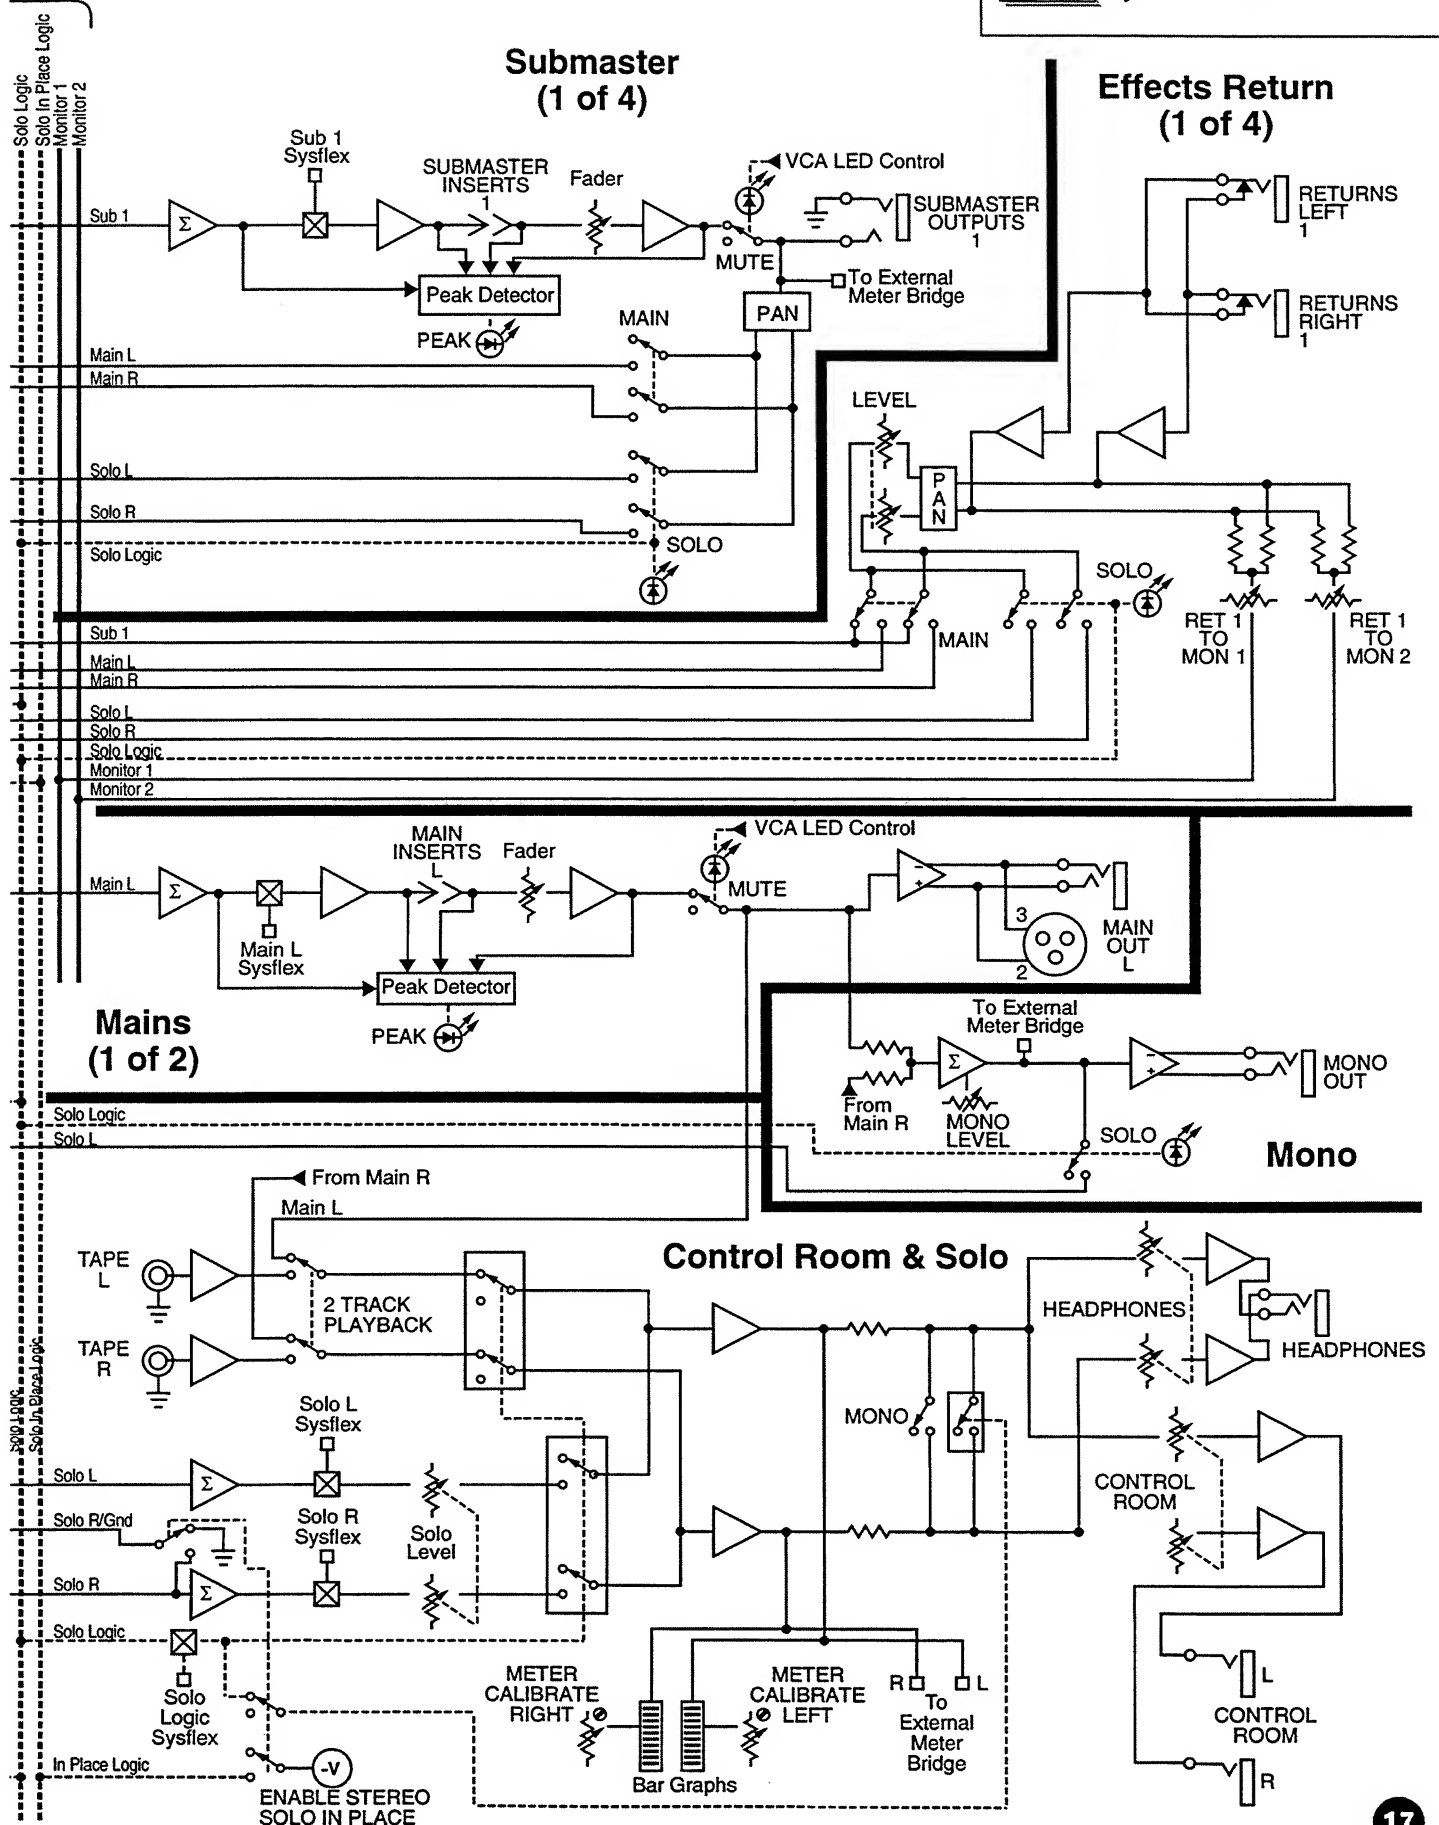 Solo Logic
Solo In Place Logic
Monitor 1
Monitor 2
Submaster
(1 of 4)
Effects Return
(1 of 4)
Sub 1
Sysflex
SUBMASTER
INSERTS
1
Fader
VCA LED Control
SUBMASTER
OUTPUTS
1
RETURNS
LEFT
1
Sub 1
Σ
MUTE
To External
Meter Bridge
Peak Detector
PAN
PEAK
MAIN
RETURNS
RIGHT
1
Main L
Main R
LEVEL
Solo L
PAN
Solo R
SOLO
Solo Logic
SOLO
Sub 1
MAIN
RET 1
TO
MON 1
RET 1
TO
MON 2
Main L
Main R
Solo L
Solo R
Solo Logic
Monitor 1
Monitor 2
MAIN
INSERTS
L
Fader
VCA LED Control
MUTE
Main L
Σ
-
+
Main L
Sysflex
3
2
MAIN
OUT
L
Peak Detector
PEAK
Mains
(1 of 2)
To External
Meter Bridge
Σ
-
+
MONO
OUT
From
Main R
MONO
LEVEL
SOLO
Mono
Solo Logic
Solo L
From Main R
Main L
Control Room & Solo
TAPE
L
2 TRACK
PLAYBACK
TAPE
R
HEADPHONES
HEADPHONES
Solo Logic
Solo In Place Logic
Solo L
Sysflex
MONO
Solo L
Σ
CONTROL
ROOM
Solo R/Gnd
Solo R
Sysflex
Solo
Level
Solo R
Σ
Solo Logic
Solo
Logic
Sysflex
METER
CALIBRATE
RIGHT
METER
CALIBRATE
LEFT
R
L
To
External
Meter
Bridge
L
CONTROL
ROOM
R
In Place Logic
-V
Bar Graphs
ENABLE STEREO
SOLO IN PLACE
17